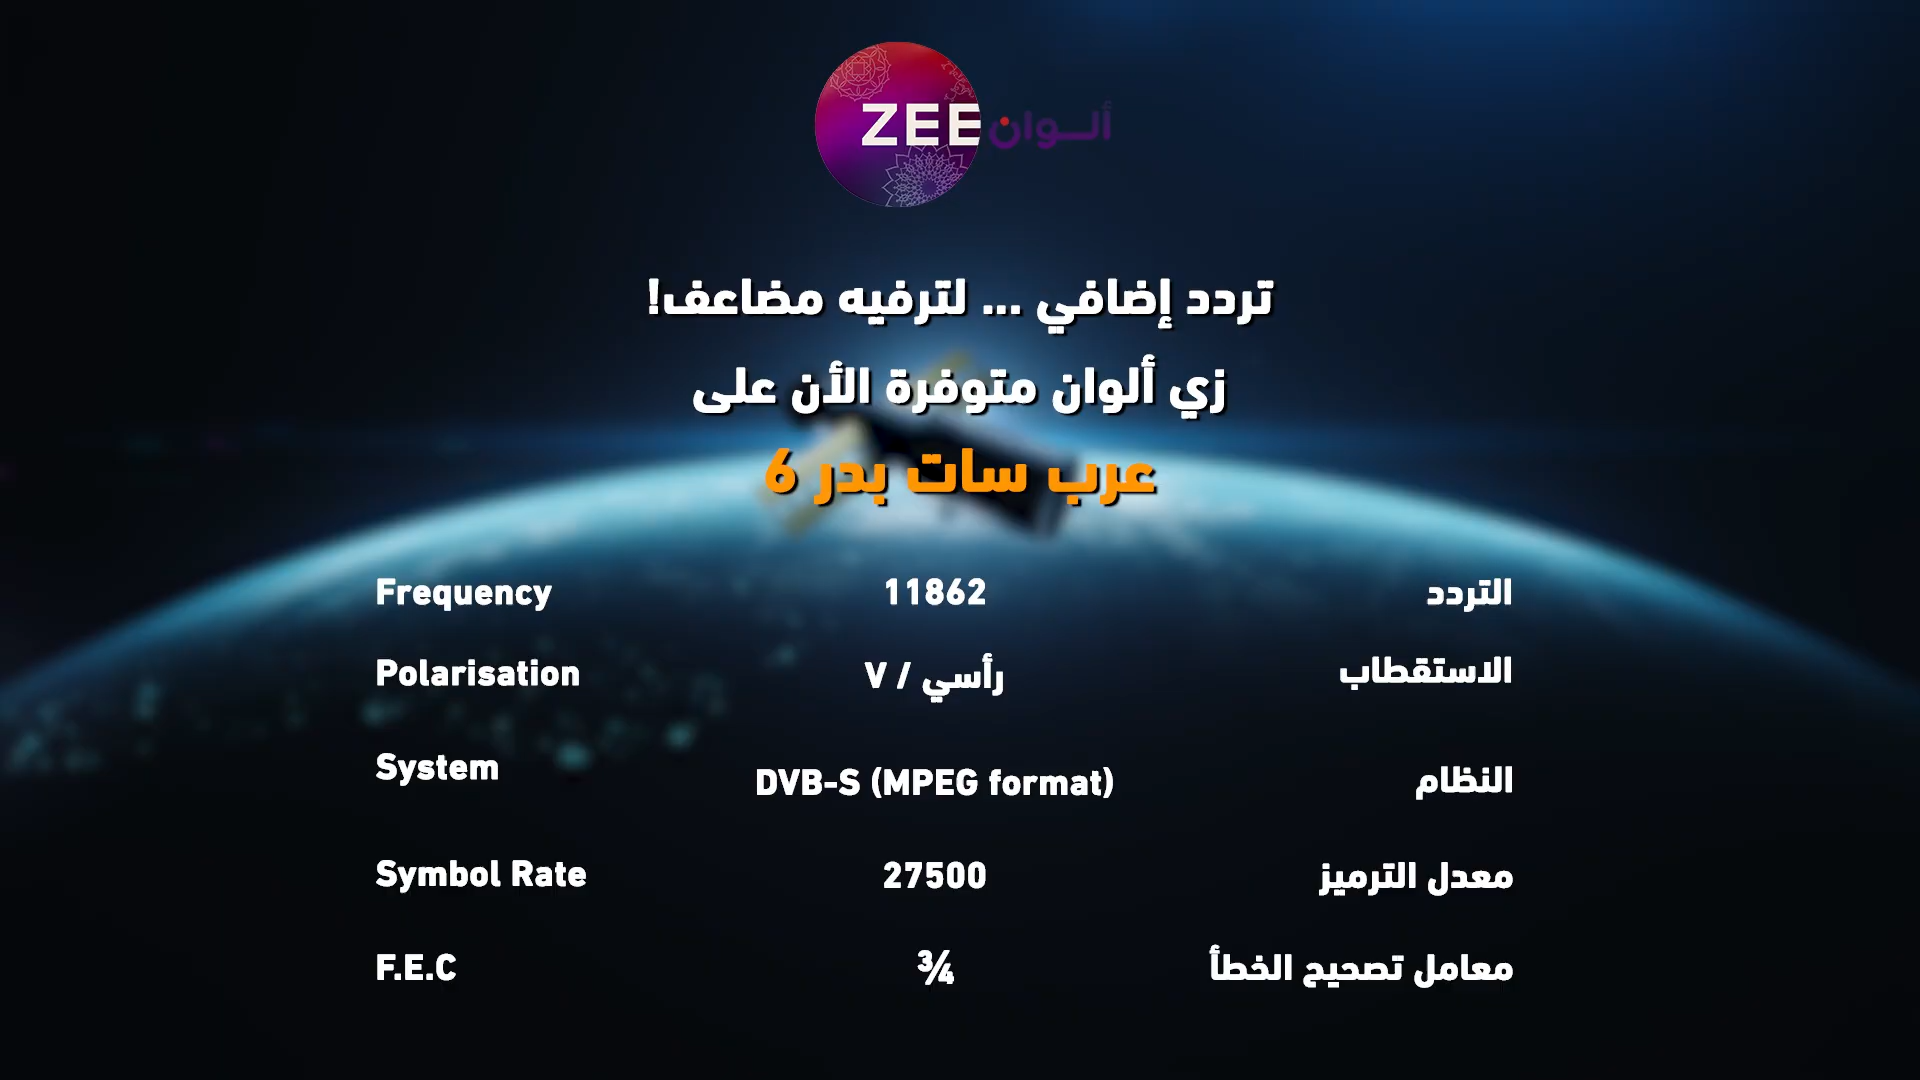 ZEE ألوان
تردد إضافي ... لترفيه مضاعف!
زي ألوان متوفرة الأن على
عرب سات بدر 6
Frequency 11862 التردد
Polarisation رأسي / V الاستقطاب
System DVB-S (MPEG format) النظام
Symbol Rate 27500 معدل الترميز
F.E.C ¾ معامل تصحيح الخطأ